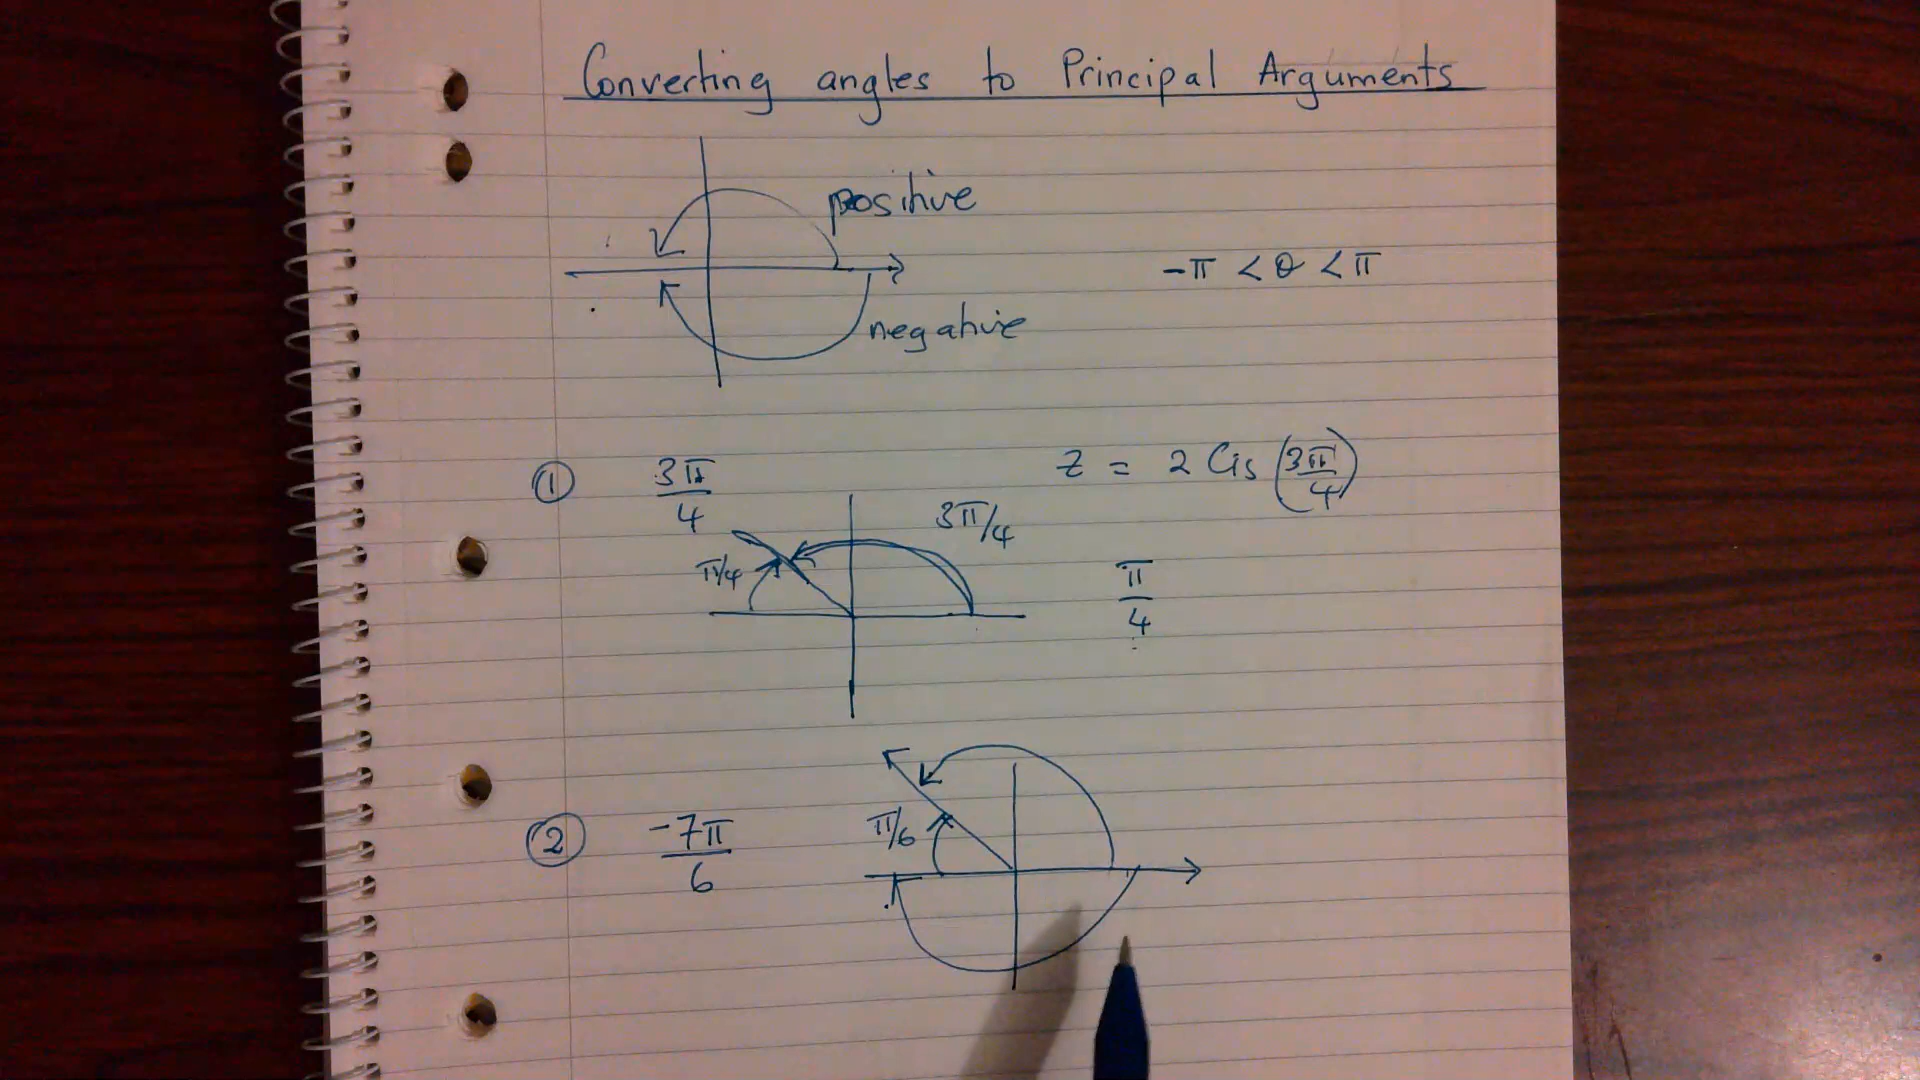 Converting angles to Principal Arguments
positive
-π < θ < π
negative
① 3π/4
z = 2 Cis (3π/4)
3π/4
π/4
π/4
② -7π/6
π/6